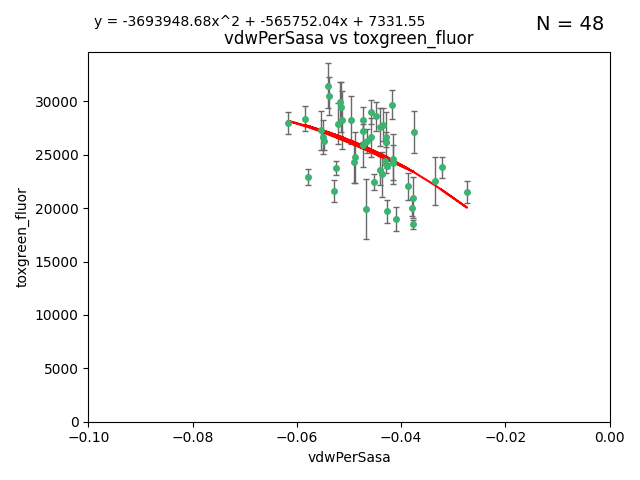 y = -3693948.68x^2 + -565752.04x + 7331.55
N = 48
vdwPerSasa vs toxgreen_fluor
30000
25000
20000
15000
10000
5000
0
toxgreen_fluor
−0.10 −0.08 −0.06 −0.04 −0.02 0.00
vdwPerSasa